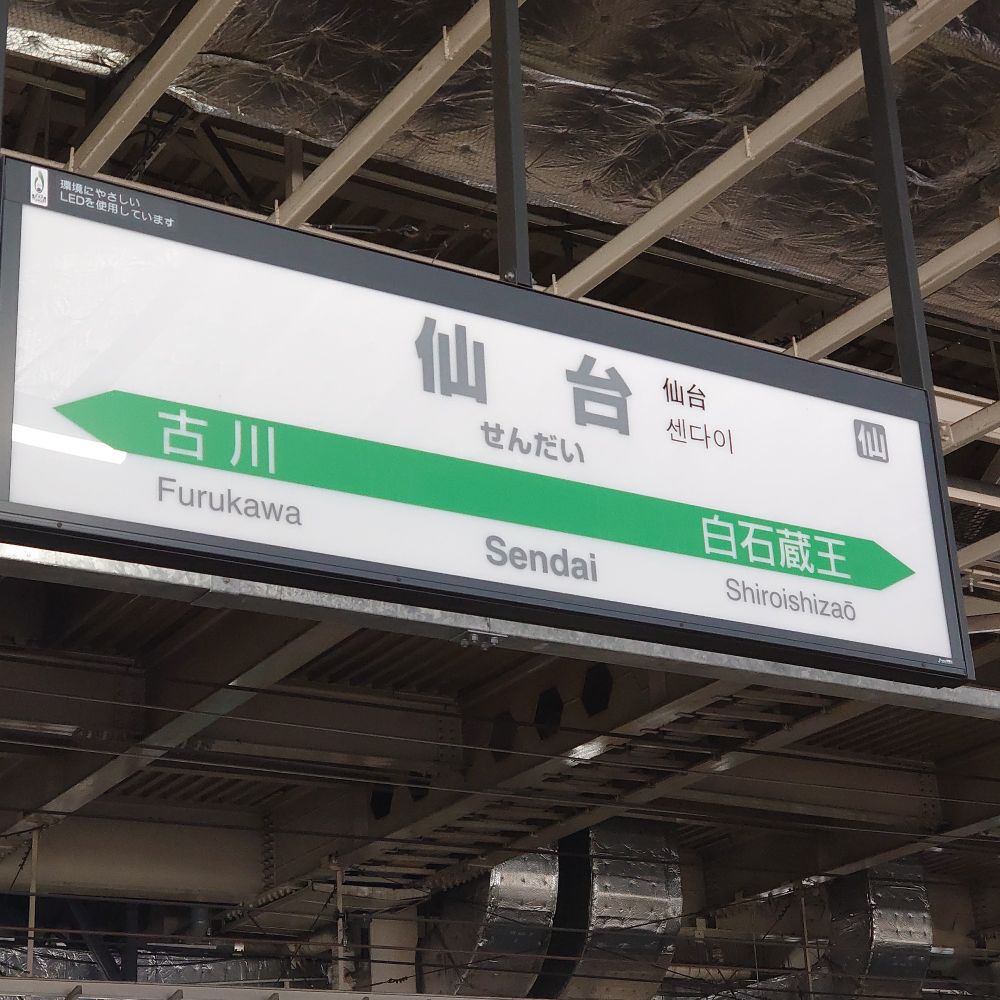 環境にやさしい
LEDを使用しています
仙台
仙台
せんだい
센다이
仙
古川
白石蔵王
Furukawa
Sendai
Shiroishizaō